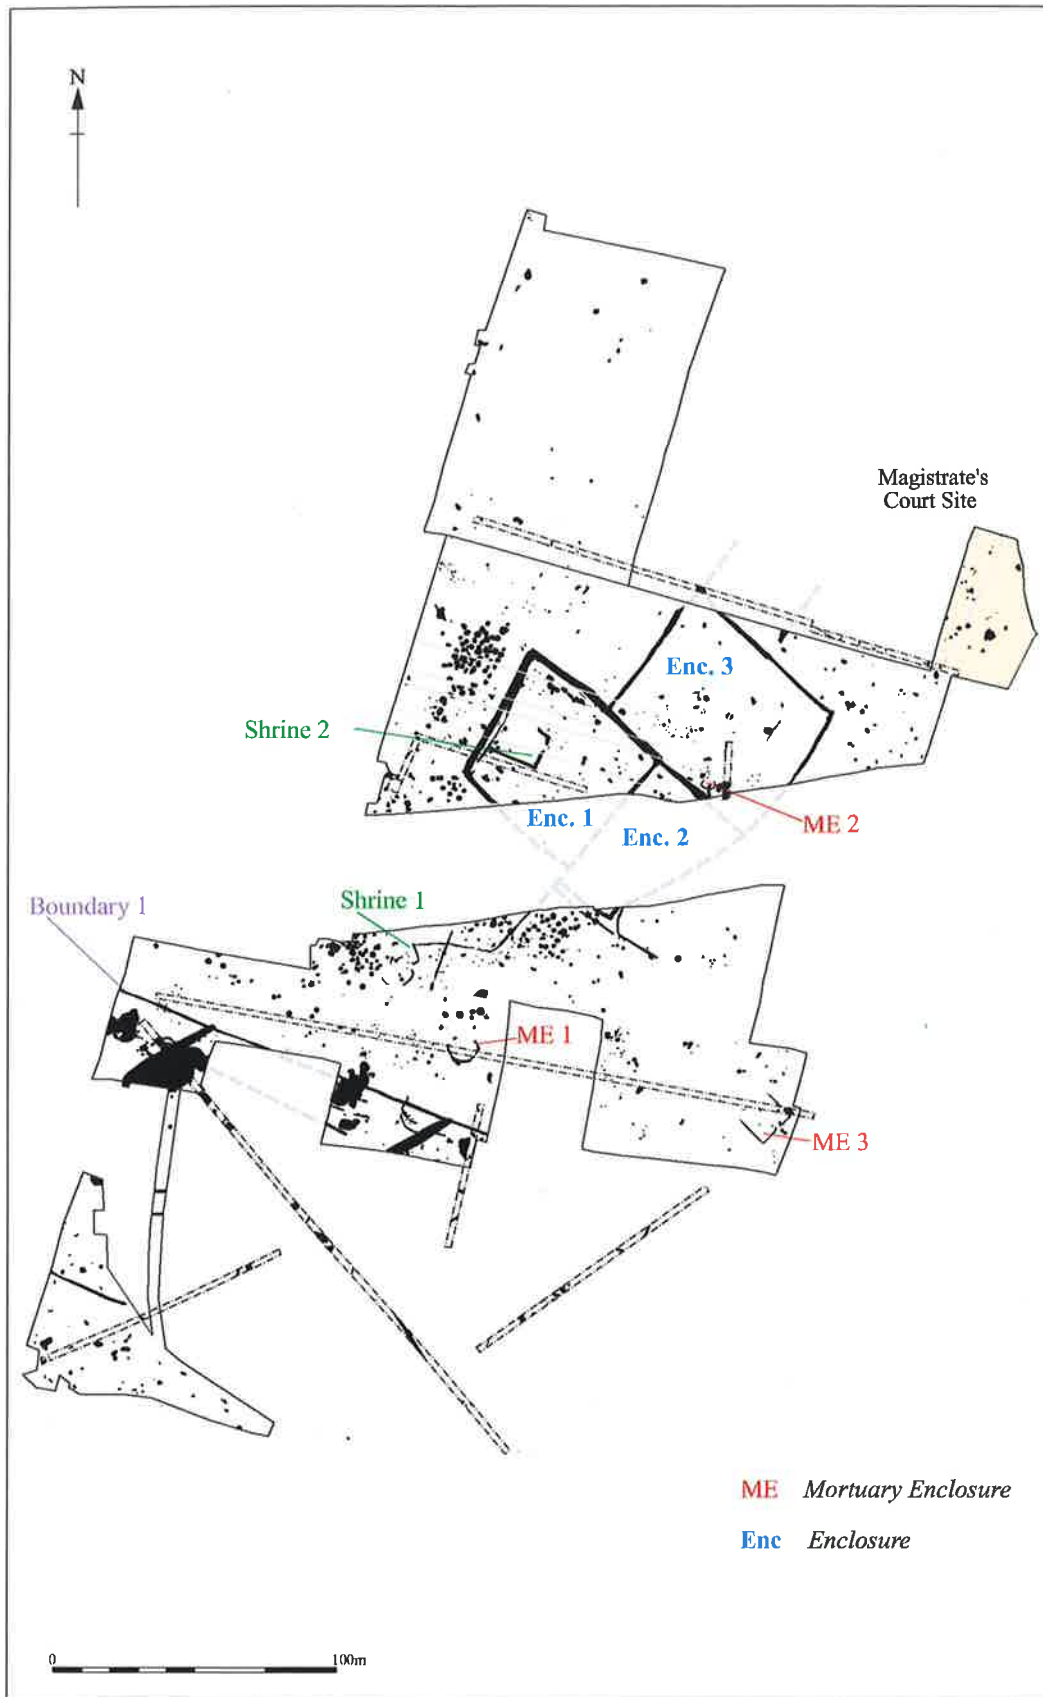 N
Magistrate's
Court Site
Enc. 3
Shrine 2
Enc. 1
Enc. 2
ME 2
Boundary 1
Shrine 1
ME 1
ME 3
ME Mortuary Enclosure
Enc Enclosure
0 100m